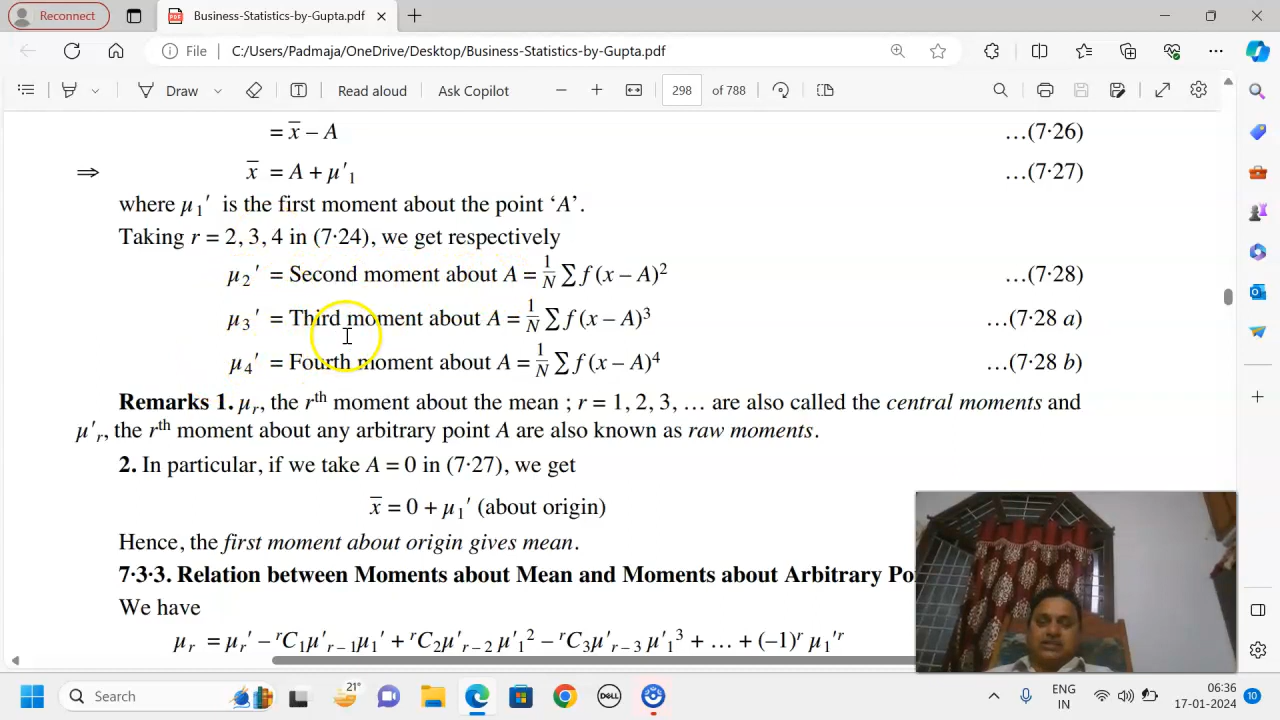 Reconnect
Business-Statistics-by-Gupta.pdf
File
C:/Users/Padmaja/OneDrive/Desktop/Business-Statistics-by-Gupta.pdf
Draw
Read aloud
Ask Copilot
298 of 788
= x̅ – A …(7·26)
⇒ x̅ = A + μ′₁ …(7·27)
where μ₁′ is the first moment about the point ‘A’.
Taking r = 2, 3, 4 in (7·24), we get respectively
μ₂′ = Second moment about A = 1/N ∑ f (x – A)² …(7·28)
μ₃′ = Third moment about A = 1/N ∑ f (x – A)³ …(7·28 a)
μ₄′ = Fourth moment about A = 1/N ∑ f (x – A)⁴ …(7·28 b)
Remarks 1. μᵣ, the rᵗʰ moment about the mean ; r = 1, 2, 3, … are also called the central moments and
μ′ᵣ, the rᵗʰ moment about any arbitrary point A are also known as raw moments.
2. In particular, if we take A = 0 in (7·27), we get
x̅ = 0 + μ₁′ (about origin)
Hence, the first moment about origin gives mean.
7·3·3. Relation between Moments about Mean and Moments about Arbitrary Po
We have
μᵣ = μᵣ′ – ʳC₁μ′ᵣ₋₁μ₁′ + ʳC₂μ′ᵣ₋₂ μ′₁² – ʳC₃μ′ᵣ₋₃ μ′₁³ + … + (–1)ʳ μ₁′ʳ
Search
21°
DELL
ENG
IN
06:36
17-01-2024
10